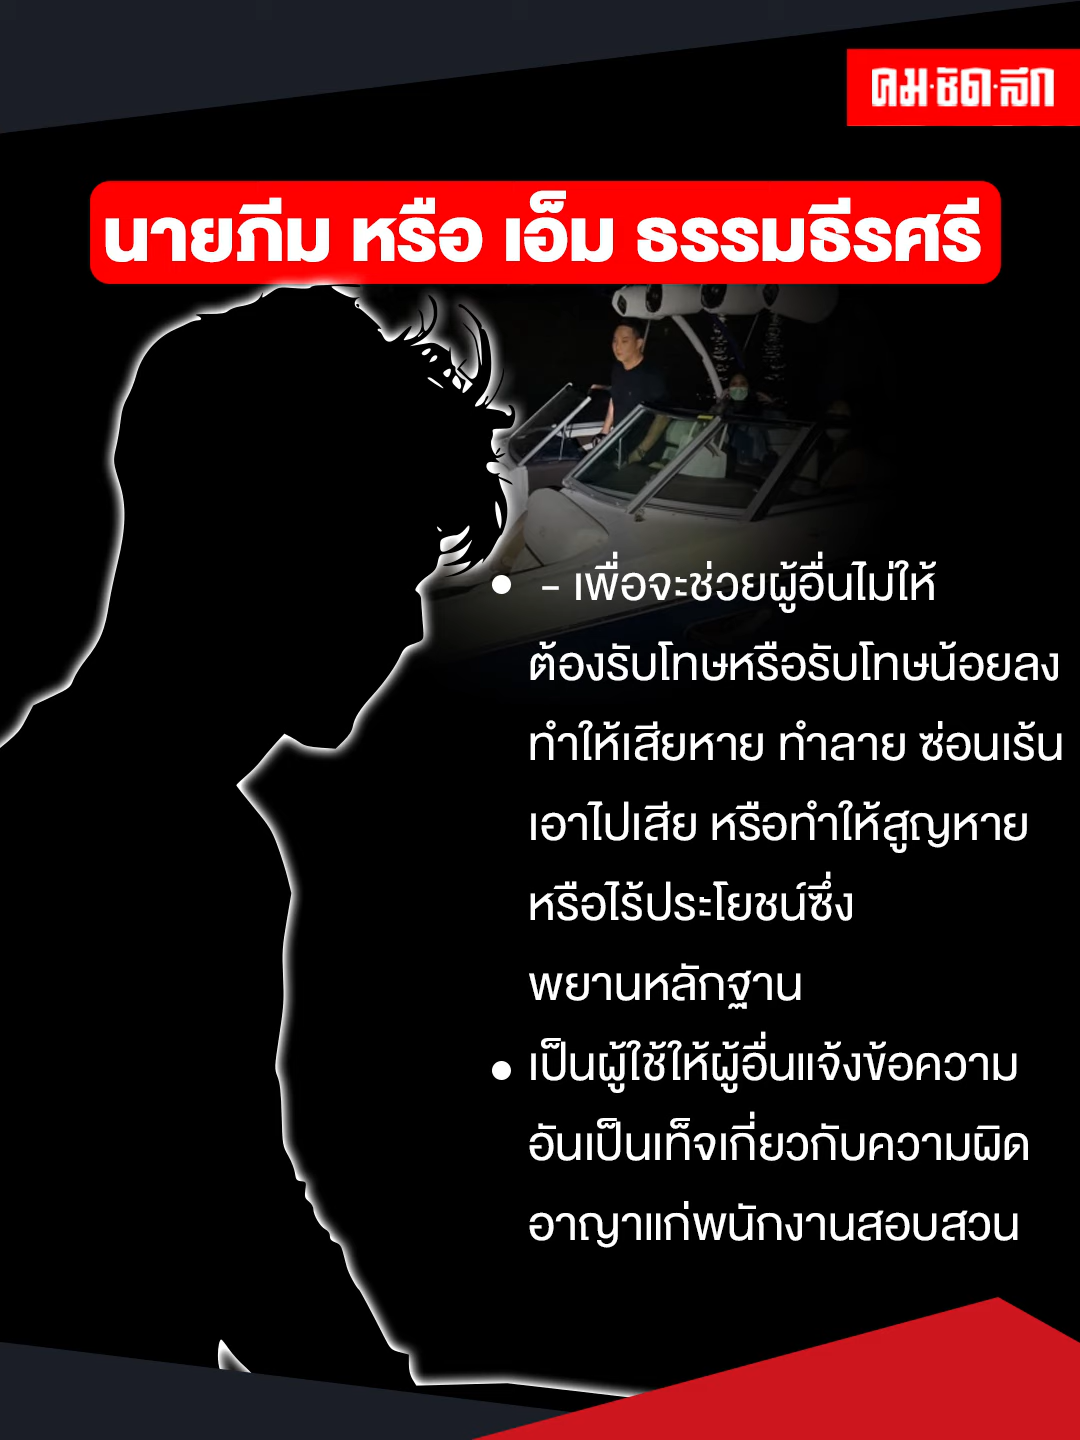 คม·ชัด·ลึก
นายภีม หรือ เอ็ม ธรรมธีรศรี
• - เพื่อจะช่วยผู้อื่นไม่ให้
ต้องรับโทษหรือรับโทษน้อยลง
ทำให้เสียหาย ทำลาย ซ่อนเร้น
เอาไปเสีย หรือทำให้สูญหาย
หรือไร้ประโยชน์ซึ่ง
พยานหลักฐาน
• เป็นผู้ใช้ให้ผู้อื่นแจ้งข้อความ
อันเป็นเท็จเกี่ยวกับความผิด
อาญาแก่พนักงานสอบสวน